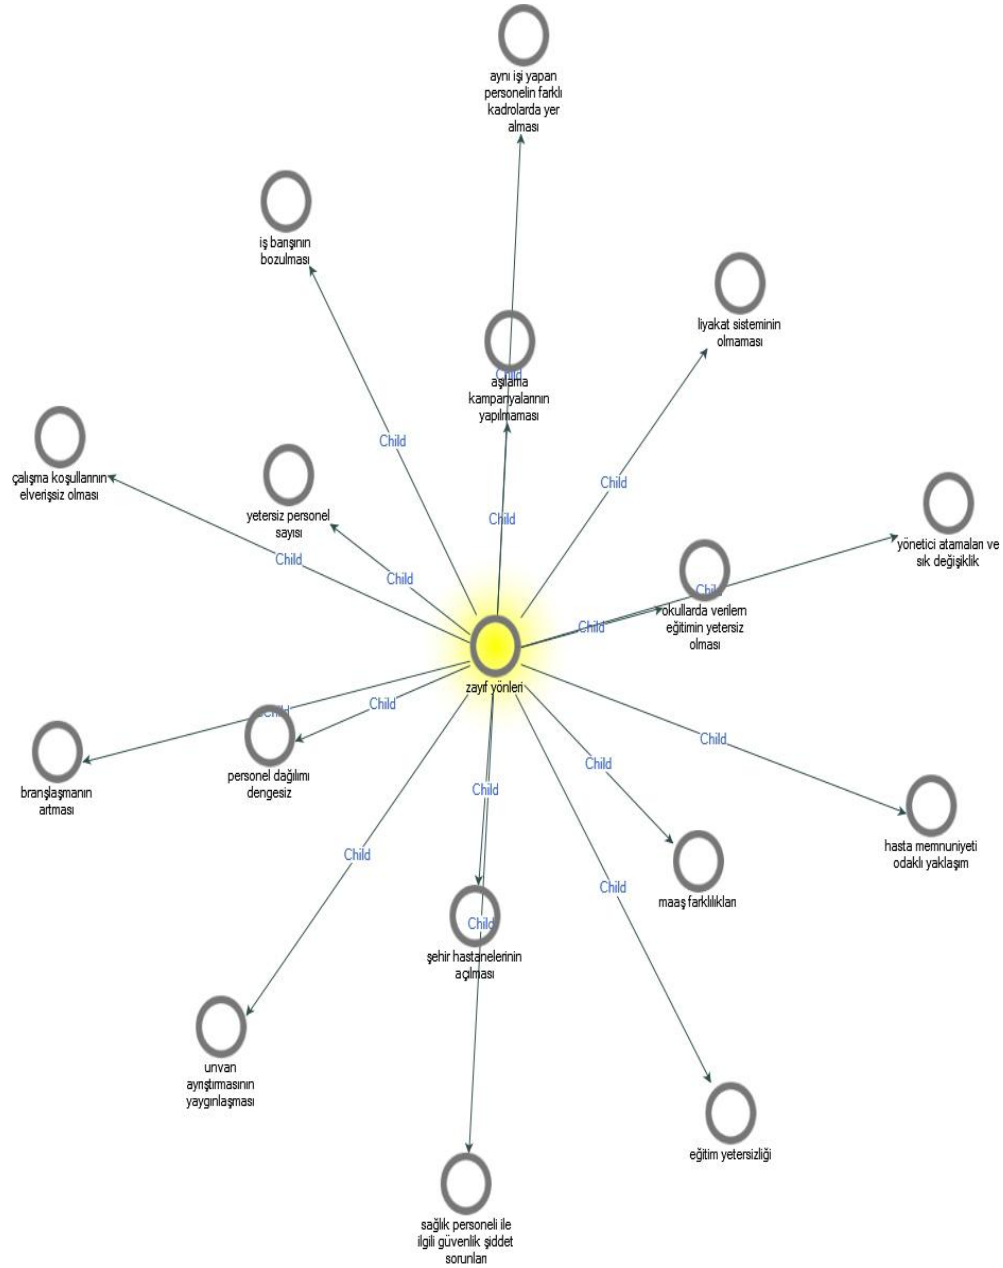 aynı işi yapan
personelin farklı
kadrolarda yer
alması
iş barışının
bozulması
liyakat sisteminin
olmaması
Child
aşılama
kampanyalarının
yapılmaması
Child
Child
çalışma koşullarının
elverişsiz olması
yetersiz personel
sayısı
Child
yönetici atamaları ve
sık değişiklik
Child
Child
Child
okullarda verilem
eğitimin yetersiz
olması
Child
zayıf yönleri
Child
Child
Child
branşlaşmanın
artması
personel dağılımı
dengesiz
Child
Child
Child
hasta memnuniyeti
odaklı yaklaşım
Child
maaş farklılıkları
Child
Child
şehir hastanelerinin
açılması
unvan
ayrıştırmasının
yaygınlaşması
eğitim yetersizliği
sağlık personeli ile
ilgili güvenlik şiddet
sorunları